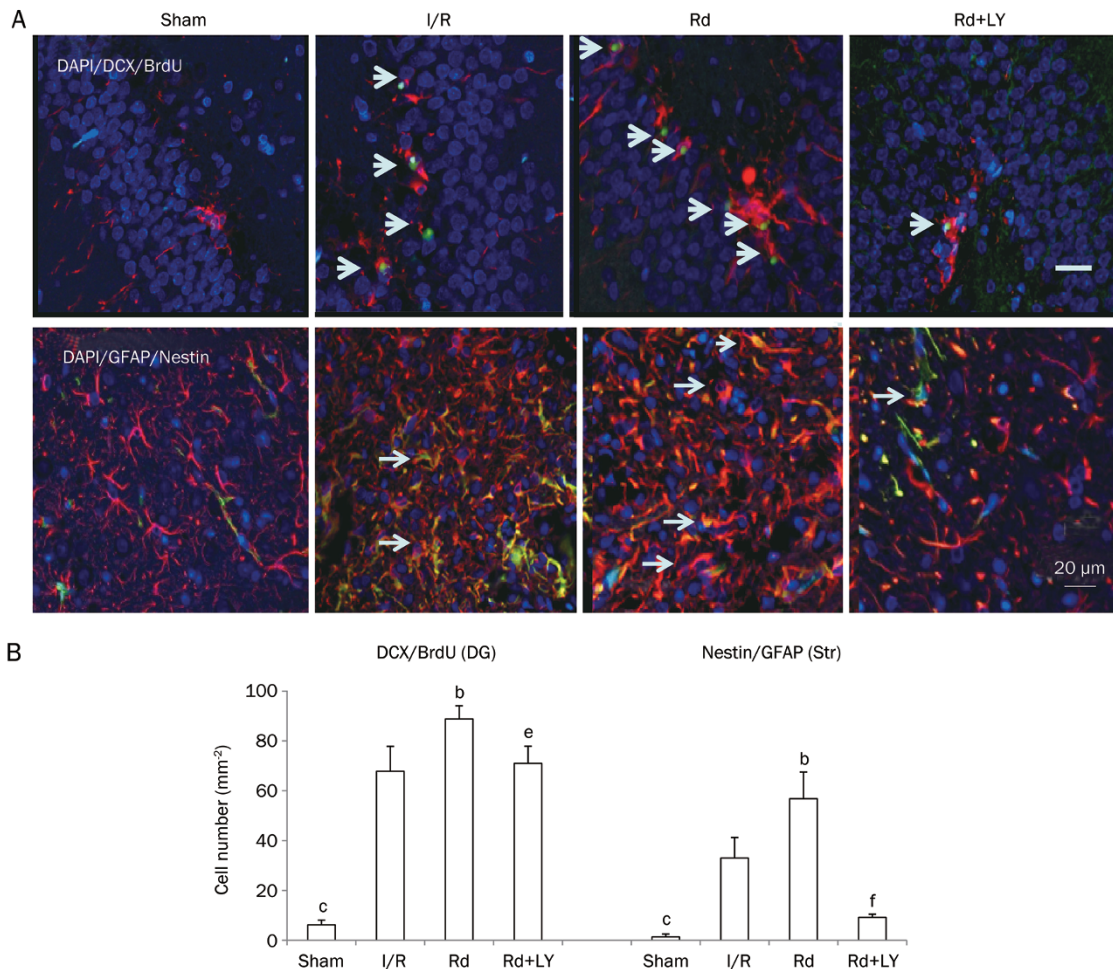 A
Sham I/R Rd Rd+LY
DAPI/DCX/BrdU
DAPI/GFAP/Nestin
20 µm
B
DCX/BrdU (DG) Nestin/GFAP (Str)
Cell number (mm-2)
100
80
60
40
20
0
c b e c b f
Sham I/R Rd Rd+LY Sham I/R Rd Rd+LY